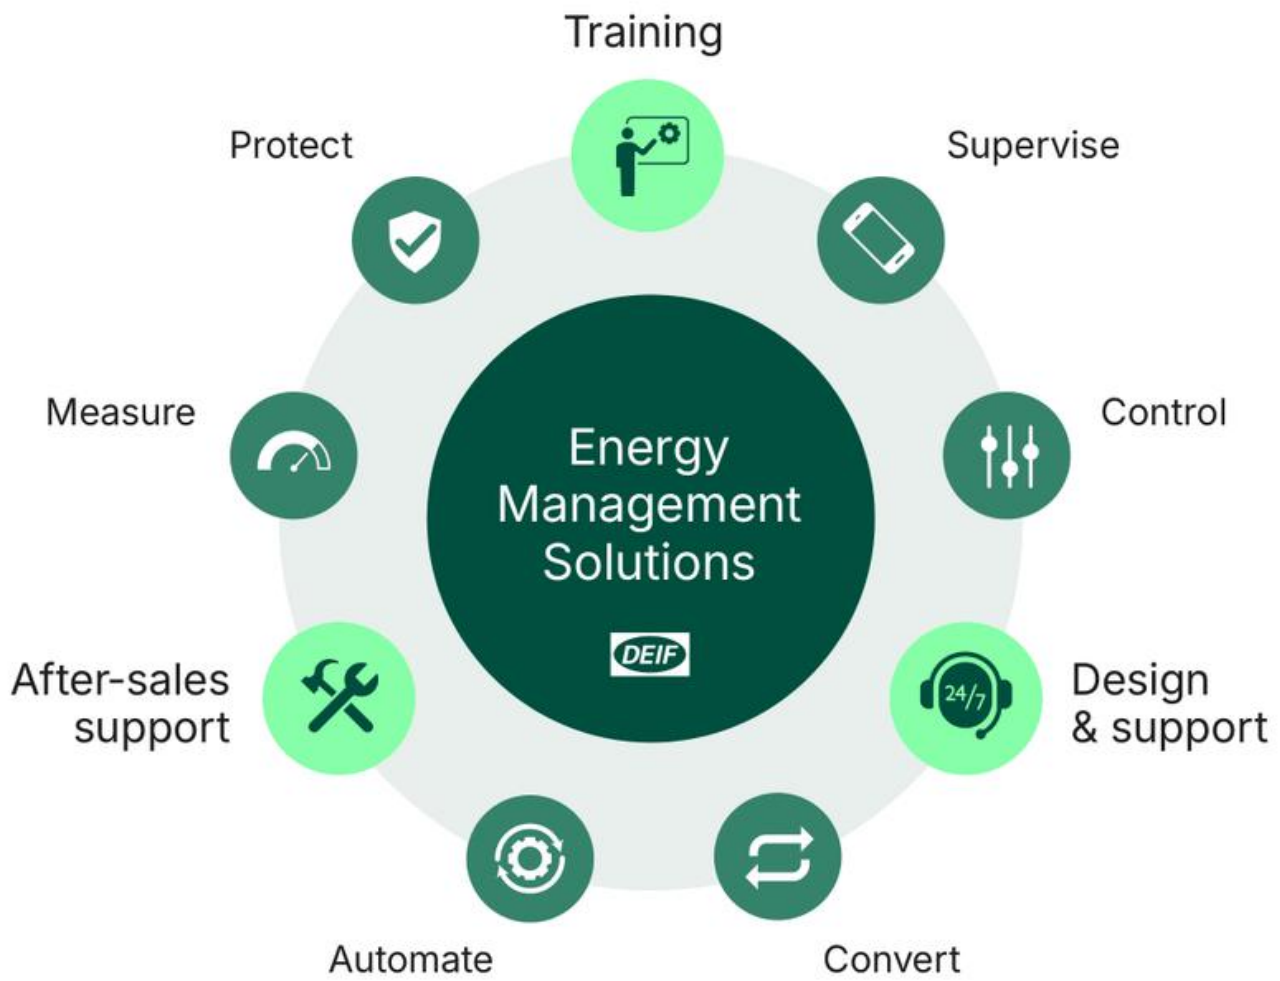 Training
Protect
Supervise
Measure
Control
Energy
Management
Solutions
DEIF
After-sales
support
24/7
Design
& support
Automate
Convert